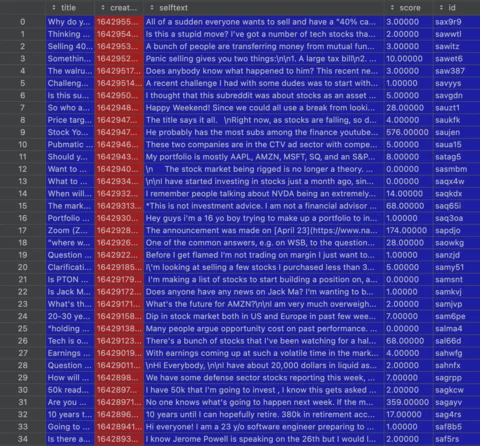 title creat... selftext score id
0 Why do y... 1642955... All of a sudden everyone wants to sell and have a "40% ca... 3.00000 sax9r9
1 Thinking ... 1642954... Is this a stupid move? I've got a number of tech stocks tha... 2.00000 sawwtl
2 Selling 40... 1642953... A bunch of people are transferring money from mutual fun... 3.00000 sawitz
3 Somethin... 1642952... Panic selling gives you two things:\n\n1. A large tax bill\n2. ... 10.00000 sawet6
4 The walru... 16429517... Does anybody know what happened to him? This recent ne... 3.00000 saw387
5 Challeng... 16429514... A recent challenge I had with some dudes was to start with... 1.00000 savyys
6 Is this su... 1642950... I thought that this subreddit was about stocks as an asset ... 5.00000 savgdn
7 So who a... 1642948... Happy Weekend! Since we could all use a break from looki... 28.00000 sauzt1
8 Price targ... 1642947... The title says it all. \nRight now, as stocks are falling, so d... 4.00000 saukfk
9 Stock Yo... 1642947... He probably has the most subs among the finance youtube... 576.00000 saujen
10 Pubmatic ... 1642946... These two companies are in the CTV ad sector with compe... 5.00000 saua15
11 Should y... 1642943... My portfolio is mostly AAPL, AMZN, MSFT, SQ, and an S&P... 8.00000 satag5
12 Want to ... 1642940... \n The stock market being rigged is no longer a theory. ... 0.00000 sasmbm
13 What to ... 1642934... \n\nI have started investing in stocks just a month ago, sin... 0.00000 saqx4w
14 When will... 1642932... I remember people talking about NVDA being an extremely... 14.00000 saqkdx
15 The mark... 16429313... *This is not investment advice. I am not a financial advisor ... 68.00000 saq65i
16 Portfolio ... 1642930... Hey guys i'm a 16 yo boy trying to make up a portfolio to in... 1.00000 saq3oa
17 Zoom (Z... 1642928... The announcement was made on [April 23](https://www.na... 174.00000 sapdjo
18 "where w... 1642926... One of the common answers, e.g. on WSB, to the question... 28.00000 saowkg
19 Question ... 1642922... Before I get flamed I'm not trading on margin I just want to... 1.00000 sanzjd
20 Clarificati... 16429185... I\'m looking at selling a few stocks I purchased less than 3... 5.00000 samy51
21 Is PTON ... 16429179... I'm making a list of stocks to start building a position on, a... 0.00000 samsnt
22 Is Jack M... 16429172... Does anyone have any news on Jack Ma? I'm wanting to b... 1.00000 samkvj
23 What's th... 16429171... What's the future for AMZN?\n\nI am very much overweigh... 2.00000 samjvp
24 20-30 ye... 1642915... Dip in stock market both in US and Europe in past few wee... 7.00000 sam6pe
25 "holding ... 1642913... Many people argue opportunity cost on past performance. ... 0.00000 salma4
26 Tech is o... 1642912... There's a bunch of stocks that I've been watching for a hal... 68.00000 sal66d
27 Earnings ... 16429019... With earnings coming up at such a volatile time in the mark... 4.00000 sahwfg
28 Question ... 1642901... \nHi Everybody, \n\nI have about 20,000 dollars in liquid as... 2.00000 sahnfx
29 How will ... 1642898... We have some defense sector stocks reporting this week, ... 7.00000 sagrpp
30 50k read... 1642897... I have 50k that I'm going to invest , I know this gets asked ... 2.00000 sagkcw
31 Are you ... 1642897... No one knows what's going to happen next week. If the m... 359.00000 sagayv
32 10 years t... 1642896... 10 years until I can hopefully retire. 380k in retirement acc... 17.00000 sag4rs
33 Going to ... 1642894... Hi everyone! I am a 23 y/o software engineer preparing to ... 1.00000 saf8b5
34 Is there a... 1642893... I know Jerome Powell is speaking on the 26th but I would l... 2.00000 saf5rs